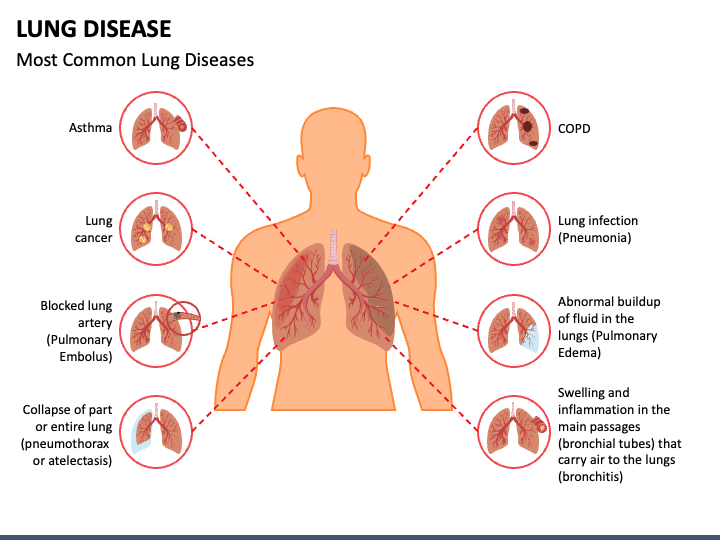 LUNG DISEASE
Most Common Lung Diseases
Asthma
Lung
cancer
Blocked lung
artery
(Pulmonary
Embolus)
Collapse of part
or entire lung
(pneumothorax
or atelectasis)
COPD
Lung infection
(Pneumonia)
Abnormal buildup
of fluid in the
lungs (Pulmonary
Edema)
Swelling and
inflammation in the
main passages
(bronchial tubes) that
carry air to the lungs
(bronchitis)